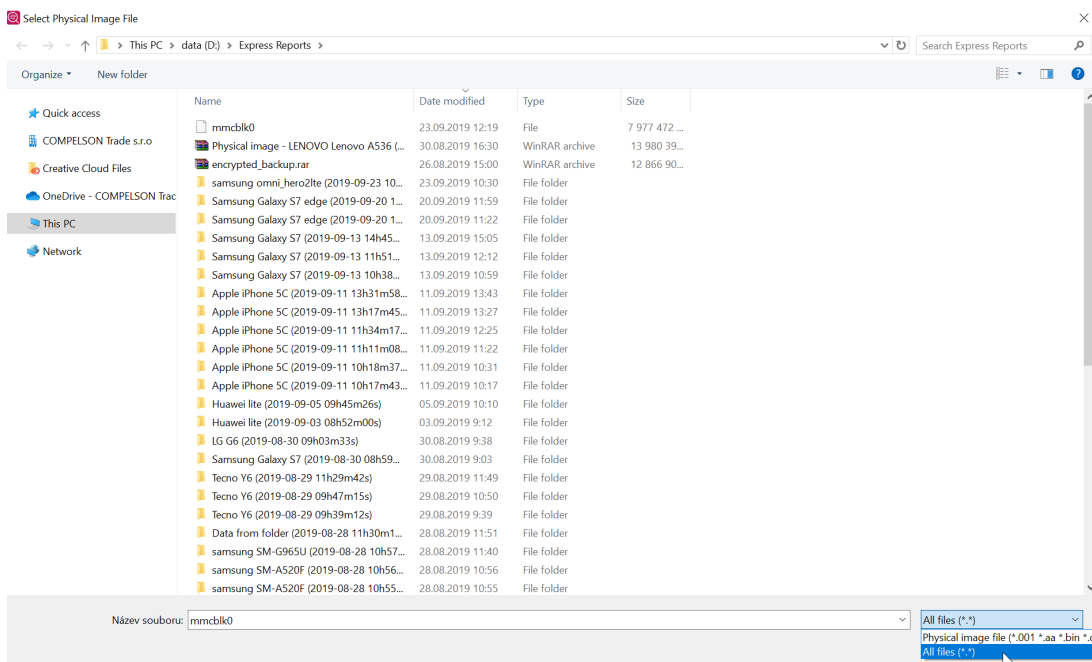 Select Physical Image File
This PC > data (D:) > Express Reports >
Search Express Reports
Organize
New folder
Quick access
COMPELSON Trade s.r.o
Creative Cloud Files
OneDrive - COMPELSON Trac
This PC
Network
Name Date modified Type Size
mmcblk0 23.09.2019 12:19 File 7 977 472 ...
Physical image - LENOVO Lenovo A536 (... 30.08.2019 16:30 WinRAR archive 13 980 39...
encrypted_backup.rar 26.08.2019 15:00 WinRAR archive 12 866 90...
samsung omni_hero2lte (2019-09-23 10... 23.09.2019 10:30 File folder
Samsung Galaxy S7 edge (2019-09-20 1... 20.09.2019 11:59 File folder
Samsung Galaxy S7 edge (2019-09-20 1... 20.09.2019 11:22 File folder
Samsung Galaxy S7 (2019-09-13 14h45... 13.09.2019 15:05 File folder
Samsung Galaxy S7 (2019-09-13 11h51... 13.09.2019 12:12 File folder
Samsung Galaxy S7 (2019-09-13 10h38... 13.09.2019 10:59 File folder
Apple iPhone 5C (2019-09-11 13h31m58... 11.09.2019 13:43 File folder
Apple iPhone 5C (2019-09-11 13h17m45... 11.09.2019 13:27 File folder
Apple iPhone 5C (2019-09-11 11h34m17... 11.09.2019 12:25 File folder
Apple iPhone 5C (2019-09-11 11h11m08... 11.09.2019 11:22 File folder
Apple iPhone 5C (2019-09-11 10h18m37... 11.09.2019 10:31 File folder
Apple iPhone 5C (2019-09-11 10h17m43... 11.09.2019 10:17 File folder
Huawei lite (2019-09-05 09h45m26s) 05.09.2019 10:10 File folder
Huawei lite (2019-09-03 08h52m00s) 03.09.2019 9:12 File folder
LG G6 (2019-08-30 09h03m33s) 30.08.2019 9:38 File folder
Samsung Galaxy S7 (2019-08-30 08h59... 30.08.2019 9:03 File folder
Tecno Y6 (2019-08-29 11h29m42s) 29.08.2019 11:49 File folder
Tecno Y6 (2019-08-29 09h47m15s) 29.08.2019 10:50 File folder
Tecno Y6 (2019-08-29 09h39m12s) 29.08.2019 9:39 File folder
Data from folder (2019-08-28 11h30m1... 28.08.2019 11:51 File folder
samsung SM-G965U (2019-08-28 10h57... 28.08.2019 11:40 File folder
samsung SM-A520F (2019-08-28 10h56... 28.08.2019 10:56 File folder
samsung SM-A520F (2019-08-28 10h55... 28.08.2019 10:55 File folder
Název souboru: mmcblk0
All files (*.*)
Physical image file (*.001 *.aa *.bin *.
All files (*.*)